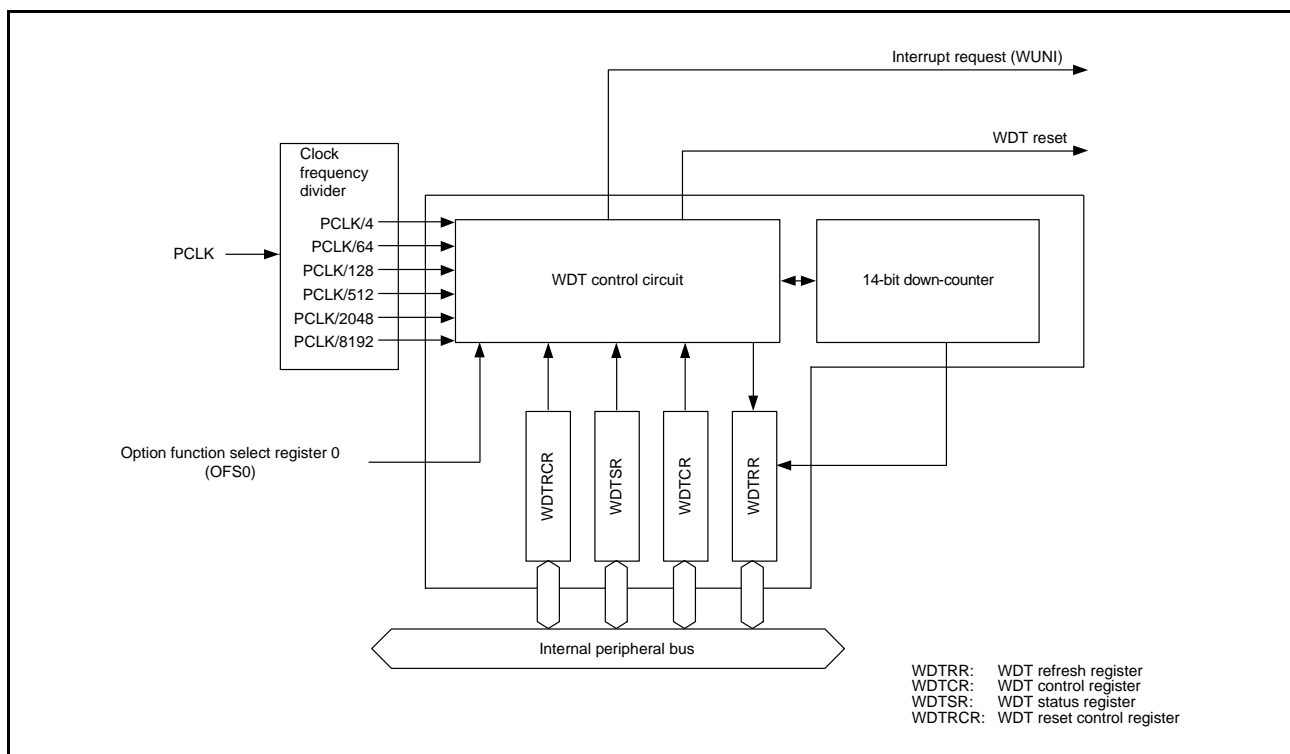 Interrupt request (WUNI)
WDT reset
Clock
frequency
divider
PCLK/4
PCLK/64
PCLK/128
PCLK/512
PCLK/2048
PCLK/8192
PCLK
WDT control circuit
14-bit down-counter
Option function select register 0
(OFS0)
WDTRCR
WDTSR
WDTCR
WDTRR
Internal peripheral bus
WDTRR: WDT refresh register
WDTCR: WDT control register
WDTSR: WDT status register
WDTRCR: WDT reset control register